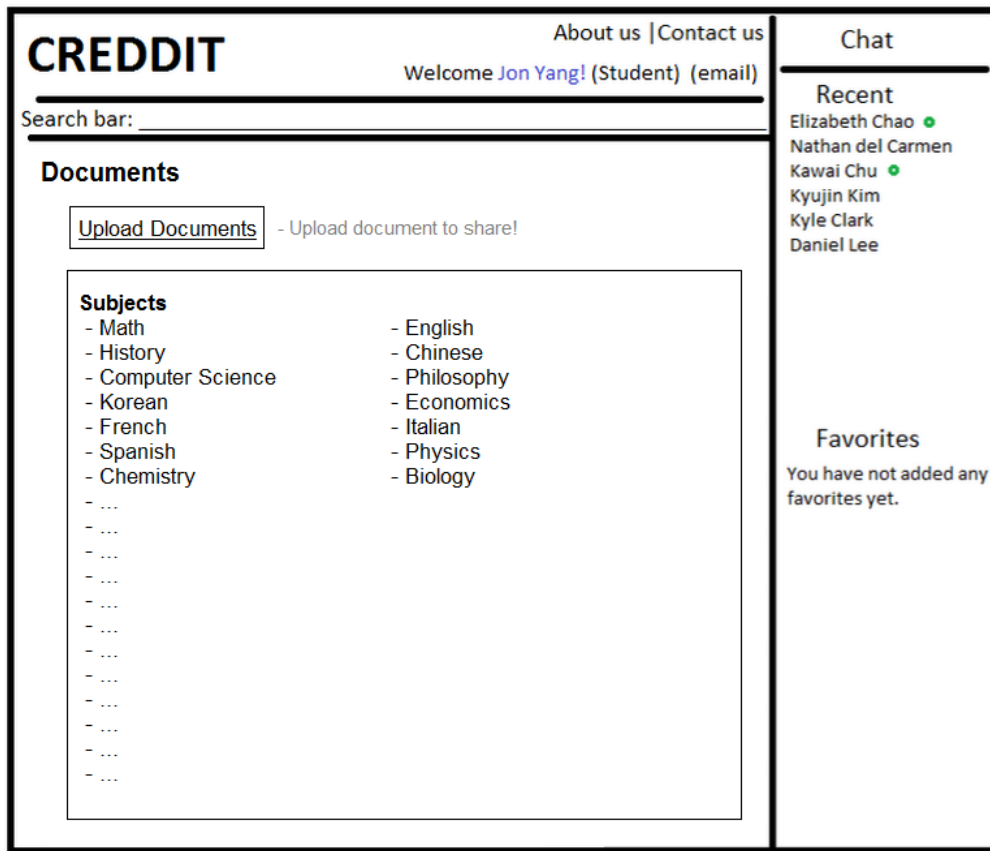 CREDDIT
About us |Contact us
Welcome Jon Yang! (Student) (email)
Search bar:
Documents
Upload Documents - Upload document to share!
Subjects
- Math
- History
- Computer Science
- Korean
- French
- Spanish
- Chemistry
- ...
- ...
- ...
- ...
- ...
- ...
- ...
- ...
- ...
- ...
- ...
- ...
- English
- Chinese
- Philosophy
- Economics
- Italian
- Physics
- Biology
Chat
Recent
Elizabeth Chao
Nathan del Carmen
Kawai Chu
Kyujin Kim
Kyle Clark
Daniel Lee
Favorites
You have not added any
favorites yet.